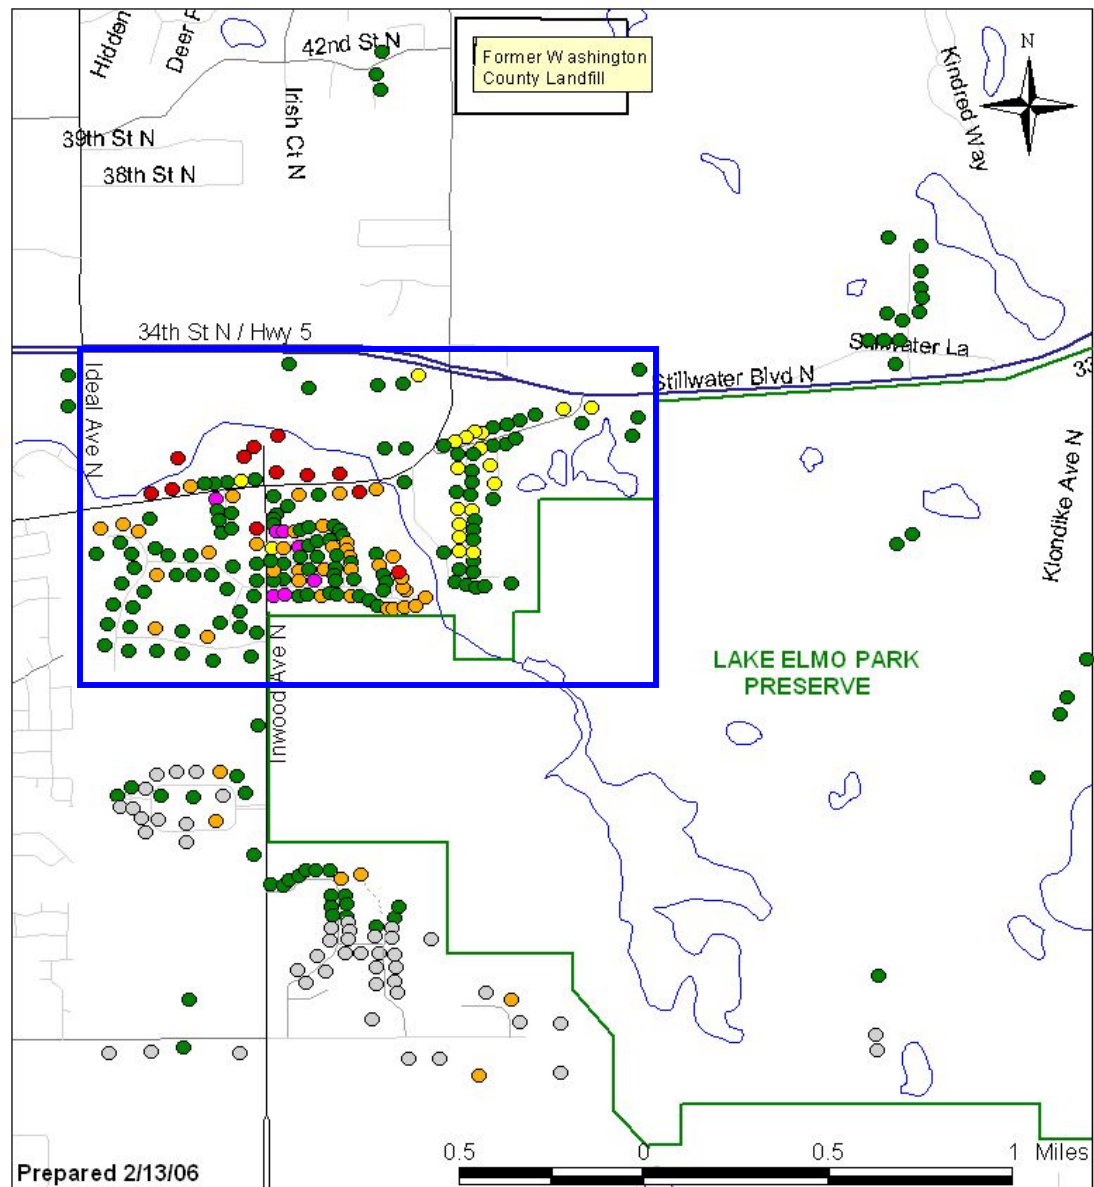 Hidden
Deer
42nd St N
Former Washington
County Landfill
Kindred Way
N
39th St N
38th St N
Irish Ct N
34th St N / Hwy 5
Stillwater La
Stillwater Blvd N
33
Ideal Ave N
Klondike Ave N
LAKE ELMO PARK
PRESERVE
Inwood Ave N
0.5 0 0.5 1 Miles
Prepared 2/13/06